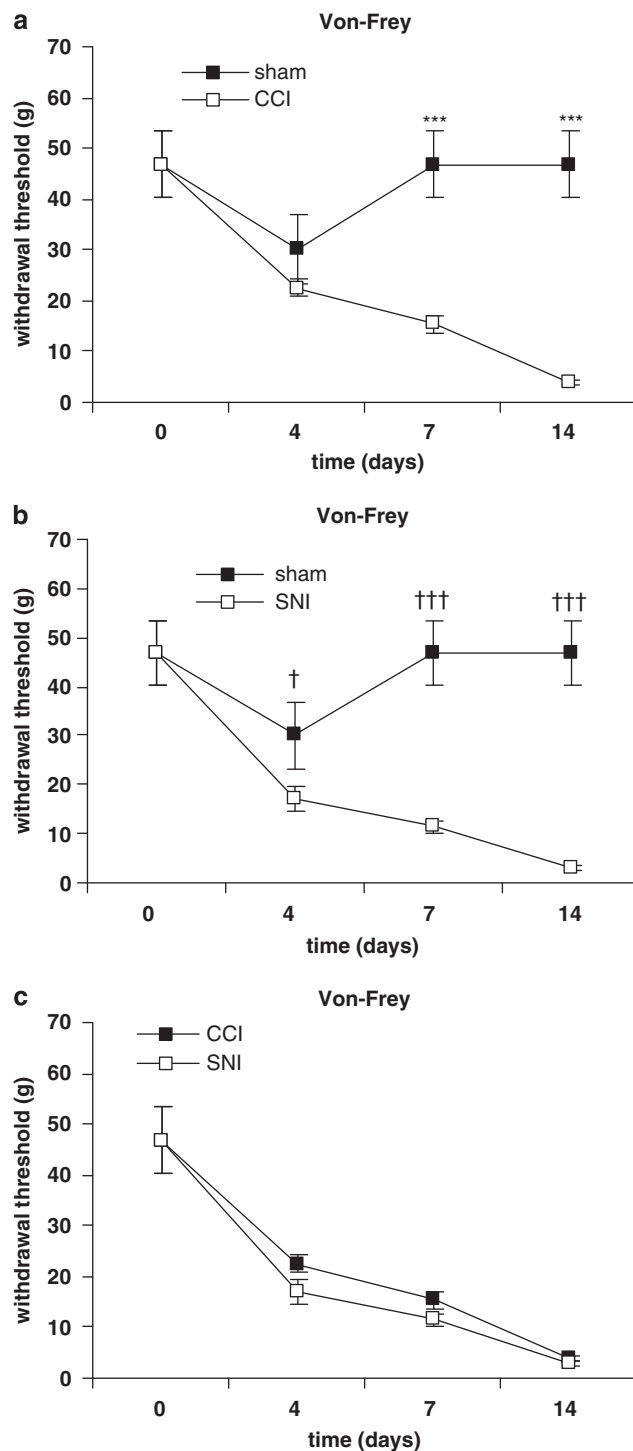 a
Von-Frey
70
60
50
40
30
20
10
0
withdrawal threshold (g)
sham
CCI
***
***
0 4 7 14
time (days)
b
Von-Frey
70
60
50
40
30
20
10
0
withdrawal threshold (g)
sham
SNI
†
†††
†††
0 4 7 14
time (days)
c
Von-Frey
70
60
50
40
30
20
10
0
withdrawal threshold (g)
CCI
SNI
0 4 7 14
time (days)